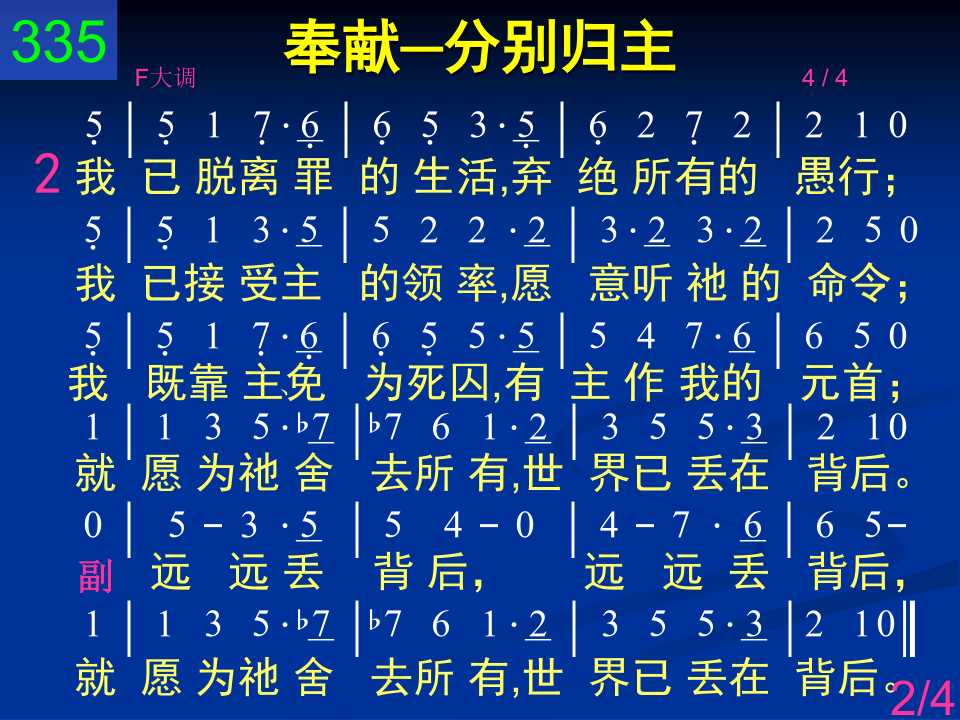 335
奉献—分别归主
F大调 4 / 4
5̣ | 5̣ 1 7̣ · 6̣ | 6̣ 5̣ 3 · 5̣ | 6̣ 2 7̣ 2 | 2 1 0
2 我 已 脱离 罪 的 生活,弃 绝 所有的 愚行；
5̣ | 5̣ 1 3 · 5 | 5 2 2 · 2 | 3 · 2 3 · 2 | 2 5 0
我 已接 受主 的领 率,愿 意听 祂 的 命令；
5̣ | 5̣ 1 7̣ · 6̣ | 6̣ 5̣ 5 · 5 | 5 4 7 · 6 | 6 5 0
我 既靠 主、免 为死囚,有 主 作 我的 元首；
1 | 1 3 5 · ♭7 | ♭7 6 1 · 2 | 3 5 5 · 3 | 2 1 0
就 愿 为祂 舍 去所 有,世 界已 丢在 背后。
0 | 5 – 3 · 5 | 5 4 – 0 | 4 – 7 · 6 | 6 5 –
副 远 远 丢 背 后， 远 远 丢 背后，
1 | 1 3 5 · ♭7 | ♭7 6 1 · 2 | 3 5 5 · 3 | 2 1 0 ‖
就 愿 为祂 舍 去所 有,世 界已 丢在 背后。
2/4